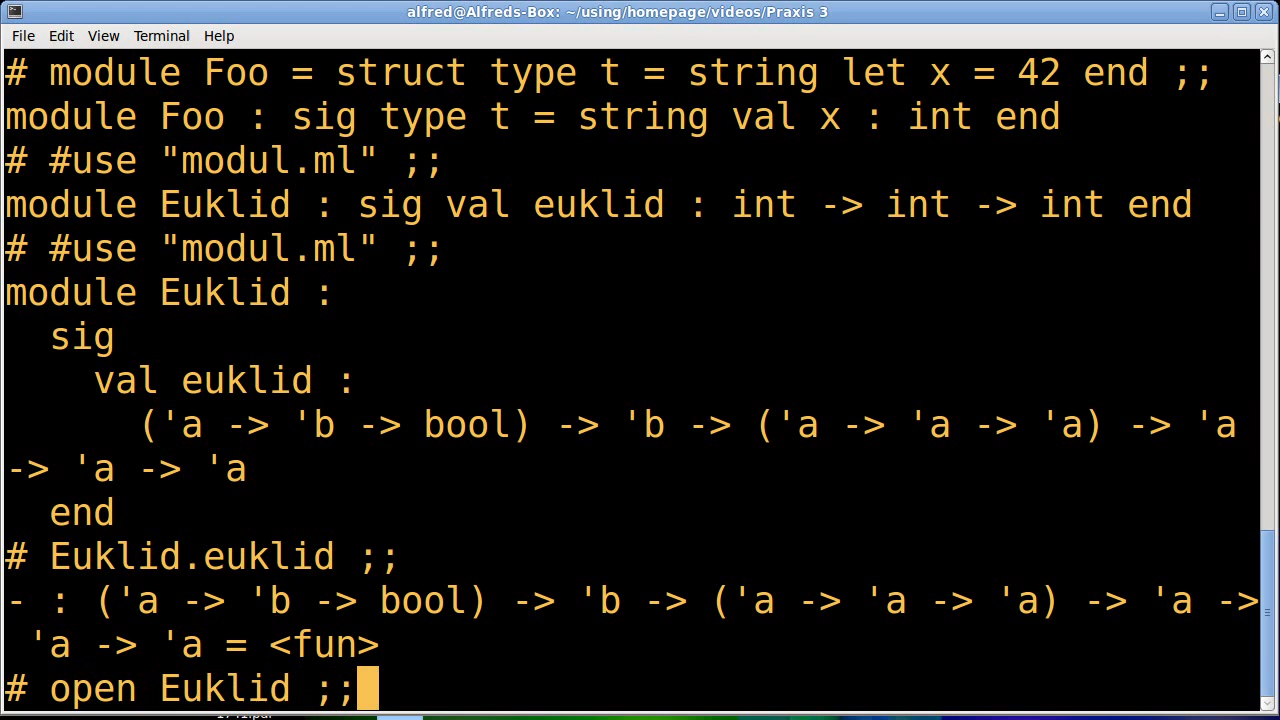 alfred@Alfreds-Box: ~/using/homepage/videos/Praxis 3
File Edit View Terminal Help
# module Foo = struct type t = string let x = 42 end ;;
module Foo : sig type t = string val x : int end
# #use "modul.ml" ;;
module Euklid : sig val euklid : int -> int -> int end
# #use "modul.ml" ;;
module Euklid :
  sig
    val euklid :
      ('a -> 'b -> bool) -> 'b -> ('a -> 'a -> 'a) -> 'a
-> 'a -> 'a
  end
# Euklid.euklid ;;
- : ('a -> 'b -> bool) -> 'b -> ('a -> 'a -> 'a) -> 'a ->
 'a -> 'a = <fun>
# open Euklid ;;